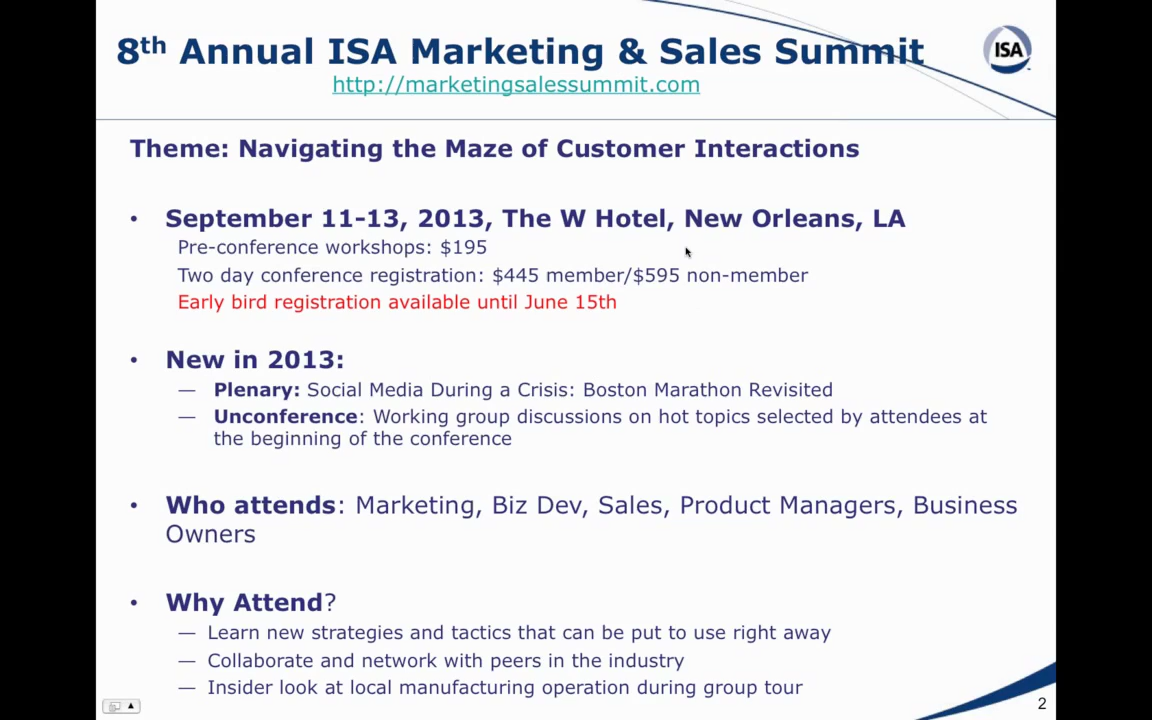 8th Annual ISA Marketing & Sales Summit
http://marketingsalessummit.com
ISA
Theme: Navigating the Maze of Customer Interactions
• September 11-13, 2013, The W Hotel, New Orleans, LA
Pre-conference workshops: $195
Two day conference registration: $445 member/$595 non-member
Early bird registration available until June 15th
• New in 2013:
— Plenary: Social Media During a Crisis: Boston Marathon Revisited
— Unconference: Working group discussions on hot topics selected by attendees at
the beginning of the conference
• Who attends: Marketing, Biz Dev, Sales, Product Managers, Business
Owners
• Why Attend?
— Learn new strategies and tactics that can be put to use right away
— Collaborate and network with peers in the industry
— Insider look at local manufacturing operation during group tour
2